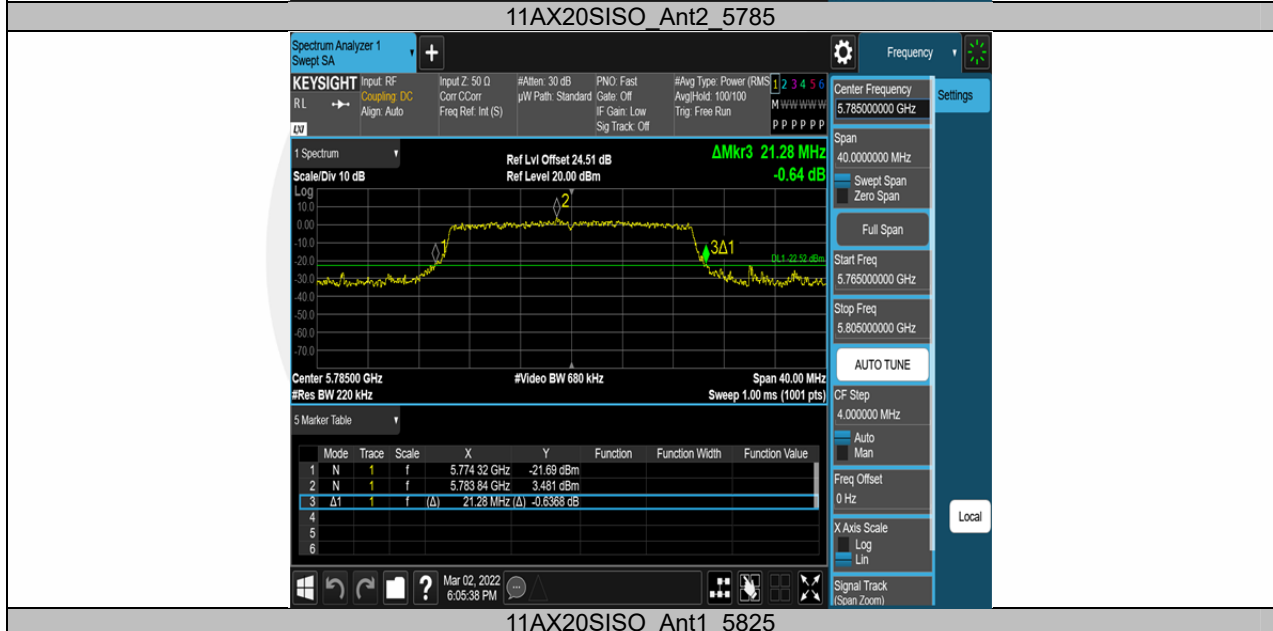 11AX20SISO_Ant2_5785
Spectrum Analyzer 1
Swept SA
+
Frequency
KEYSIGHT
RL
LXI
Input: RF
Coupling: DC
Align: Auto
Input Z: 50 Ω
Corr CCorr
Freq Ref: Int (S)
#Atten: 30 dB
µW Path: Standard
PNO: Fast
Gate: Off
IF Gain: Low
Sig Track: Off
#Avg Type: Power (RMS
Avg|Hold: 100/100
Trig: Free Run
1 2 3 4 5 6
M W W W W W
P P P P P P
Center Frequency
5.785000000 GHz
Settings
Span
40.0000000 MHz
Swept Span
Zero Span
Full Span
Start Freq
5.765000000 GHz
Stop Freq
5.805000000 GHz
AUTO TUNE
CF Step
4.000000 MHz
Auto
Man
Freq Offset
0 Hz
X Axis Scale
Log
Lin
Signal Track
(Span Zoom)
Local
1 Spectrum
Scale/Div 10 dB
Ref Lvl Offset 24.51 dB
Ref Level 20.00 dBm
ΔMkr3 21.28 MHz
-0.64 dB
Log
10.0
0.00
-10.0
-20.0
-30.0
-40.0
-50.0
-60.0
-70.0
1
2
3Δ1
DL1 -22.52 dBm
Center 5.78500 GHz
#Video BW 680 kHz
Span 40.00 MHz
#Res BW 220 kHz
Sweep 1.00 ms (1001 pts)
5 Marker Table
Mode Trace Scale X Y Function Function Width Function Value
1 N 1 f 5.774 32 GHz -21.69 dBm
2 N 1 f 5.783 84 GHz 3.481 dBm
3 Δ1 1 f (Δ) 21.28 MHz (Δ) -0.6368 dB
4
5
6
?
Mar 02, 2022
6:05:38 PM
11AX20SISO_Ant1_5825